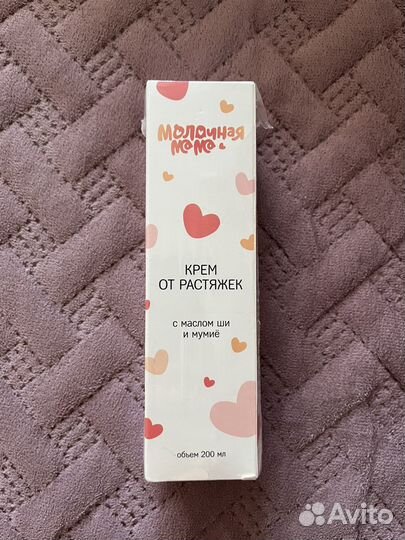 молочная
мама
КРЕМ
ОТ РАСТЯЖЕК
с маслом ши
и мумиё
объем 200 мл
Avito